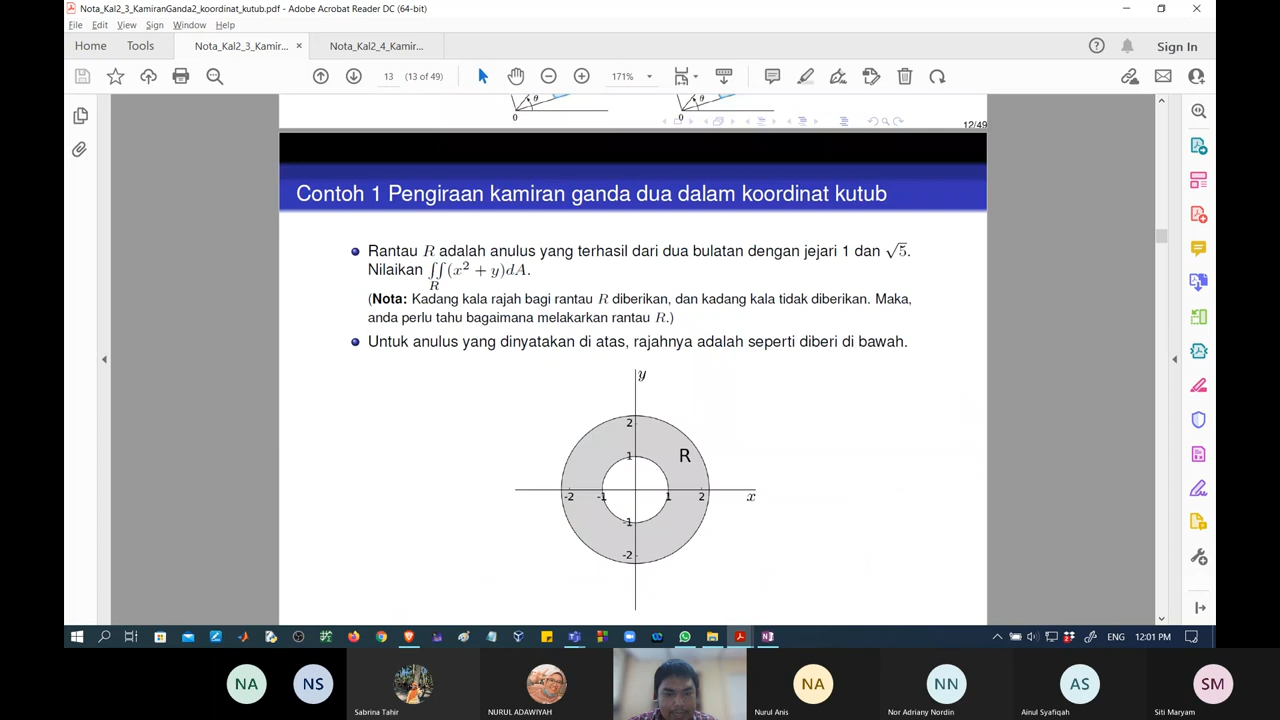 Nota_Kal2_3_KamiranGanda2_koordinat_kutub.pdf - Adobe Acrobat Reader DC (64-bit)
File Edit View Sign Window Help
Home Tools Nota_Kal2_3_Kamir... × Nota_Kal2_4_Kamir... Sign In
13 (13 of 49) 171%
θ θ
0 0
12/49
Contoh 1 Pengiraan kamiran ganda dua dalam koordinat kutub
Rantau R adalah anulus yang terhasil dari dua bulatan dengan jejari 1 dan √5.
Nilaikan ∬(x² + y)dA.
R
(Nota: Kadang kala rajah bagi rantau R diberikan, dan kadang kala tidak diberikan. Maka,
anda perlu tahu bagaimana melakarkan rantau R.)
Untuk anulus yang dinyatakan di atas, rajahnya adalah seperti diberi di bawah.
y
2
1 R
-2 -1 1 2 x
-1
-2
ENG 12:01 PM
NA NS NA NN AS SM
Sabrina Tahir NURUL ADAWIYAH Nurul Anis Nor Adriany Nordin Ainul Syafiqah Siti Maryam